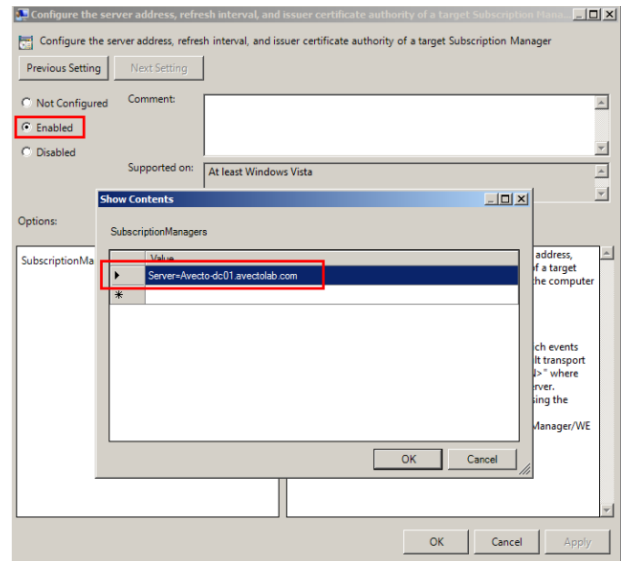 Configure the server address, refresh interval, and issuer certificate authority of a target Subscription Mana...
Configure the server address, refresh interval, and issuer certificate authority of a target Subscription Manager
Previous Setting
Next Setting
Not Configured
Comment:
Enabled
Disabled
Supported on:
At least Windows Vista
Options:
Show Contents
SubscriptionManagers
Value
Server=Avecto-dc01.avectolab.com
OK
Cancel
SubscriptionMa
address,
of a target
the computer
ch events
lt transport
N>" where
erver.
sing the
Manager/WE
OK
Cancel
Apply